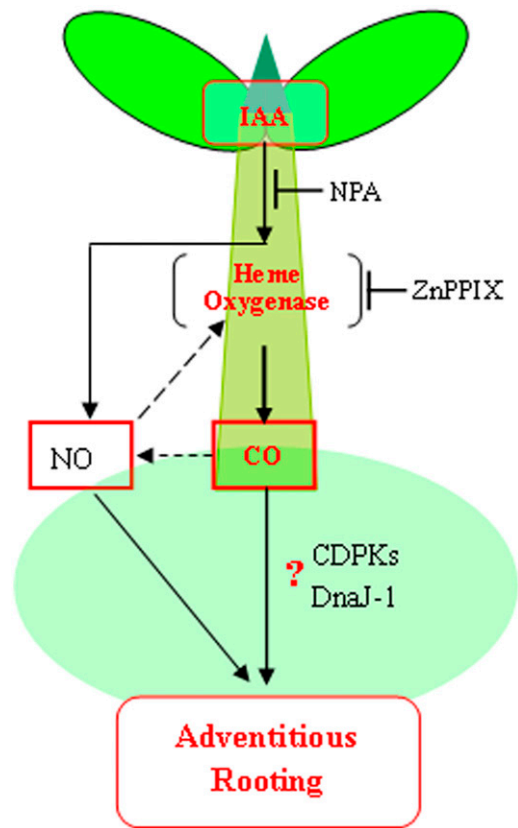 IAA
NPA
Heme
Oxygenase
ZnPPIX
NO
CO
? CDPKs
DnaJ-1
Adventitious
Rooting